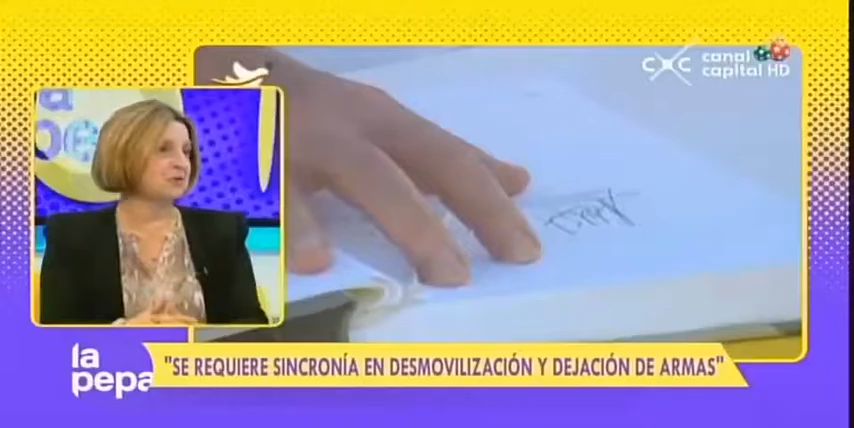 canal
capital HD
la
pepa
"SE REQUIERE SINCRONÍA EN DESMOVILIZACIÓN Y DEJACIÓN DE ARMAS"